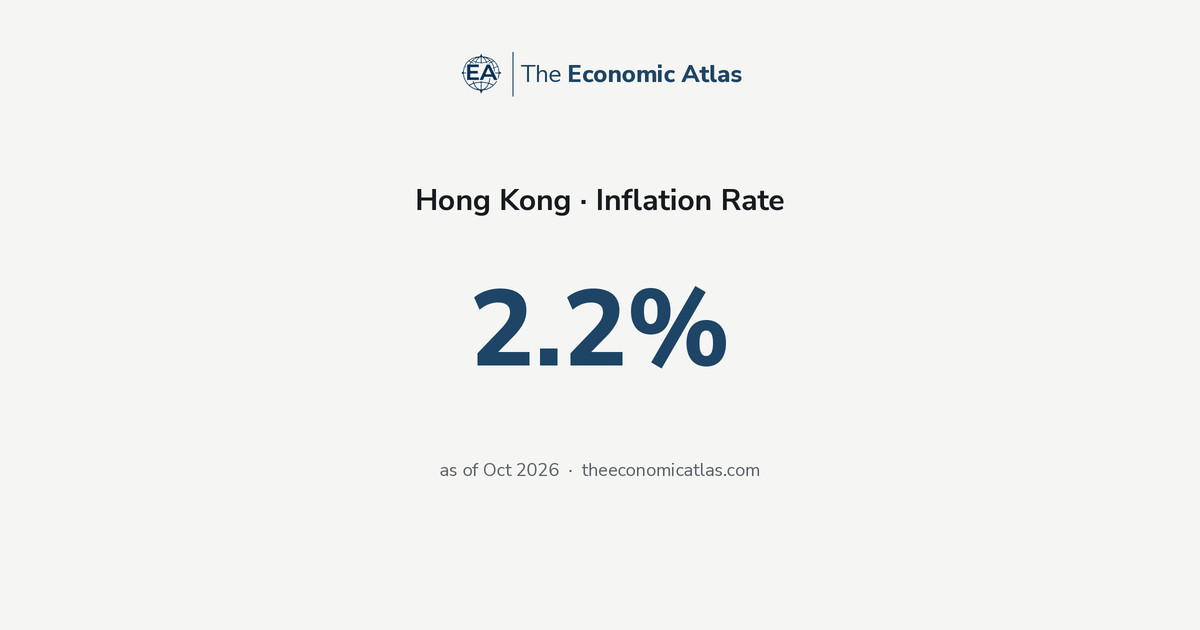 EA The Economic Atlas
Hong Kong · Inflation Rate
2.2%
as of Oct 2026 · theeconomicatlas.com